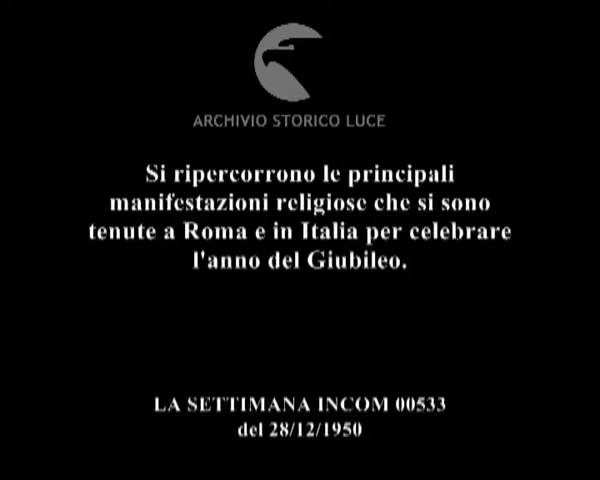 ARCHIVIO STORICO LUCE
Si ripercorrono le principali
manifestazioni religiose che si sono
tenute a Roma e in Italia per celebrare
l'anno del Giubileo.
LA SETTIMANA INCOM 00533
del 28/12/1950